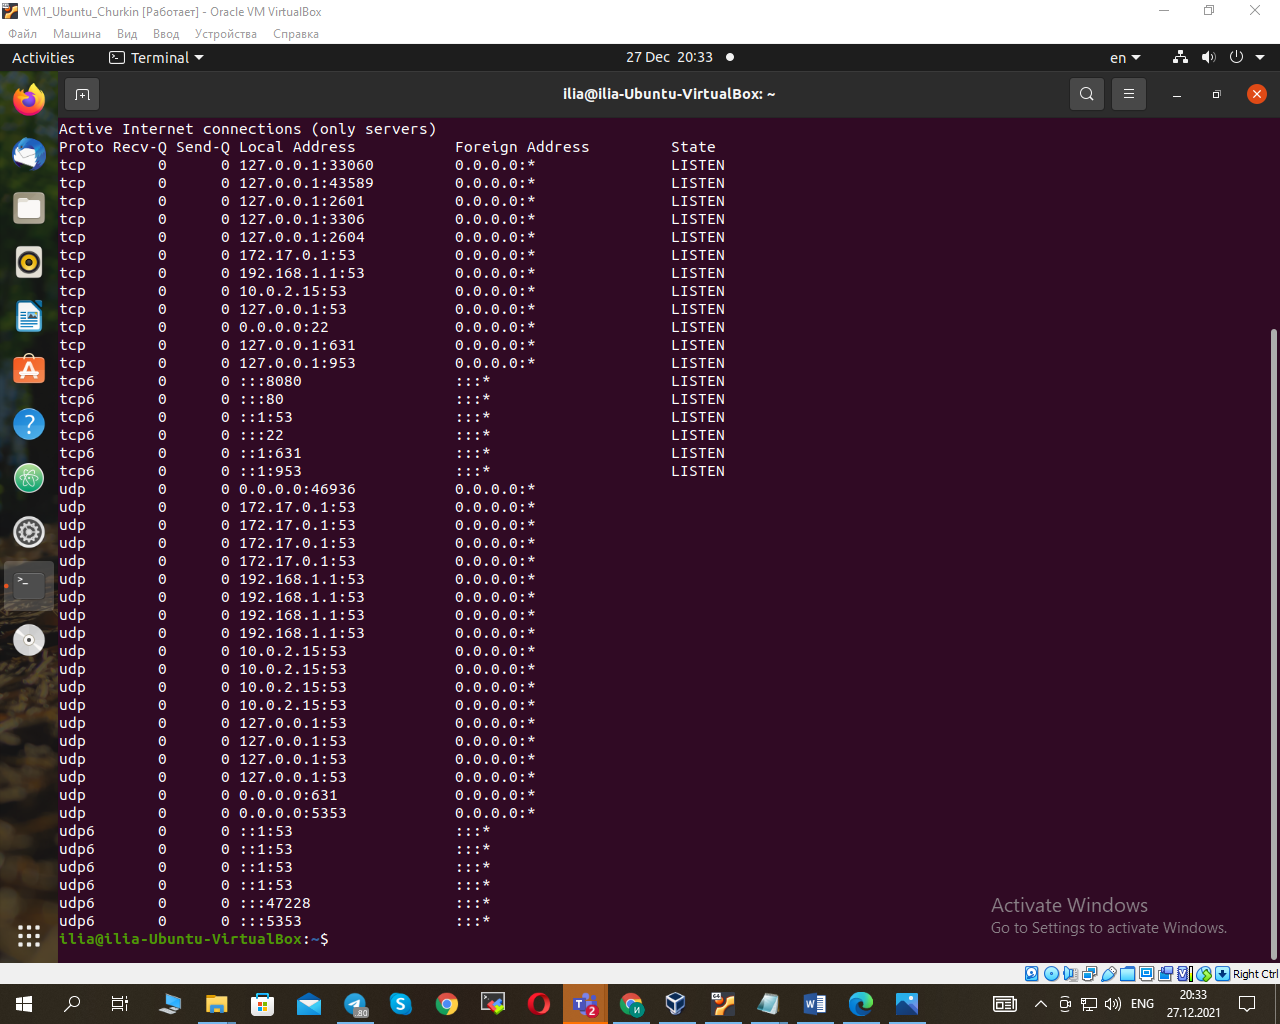 VM1_Ubuntu_Churkin [Работает] - Oracle VM VirtualBox
Файл Машина Вид Ввод Устройства Справка
Activities Terminal 27 Dec 20:33 en
ilia@ilia-Ubuntu-VirtualBox: ~
Active Internet connections (only servers)
Proto Recv-Q Send-Q Local Address Foreign Address State
tcp 0 0 127.0.0.1:33060 0.0.0.0:* LISTEN
tcp 0 0 127.0.0.1:43589 0.0.0.0:* LISTEN
tcp 0 0 127.0.0.1:2601 0.0.0.0:* LISTEN
tcp 0 0 127.0.0.1:3306 0.0.0.0:* LISTEN
tcp 0 0 127.0.0.1:2604 0.0.0.0:* LISTEN
tcp 0 0 172.17.0.1:53 0.0.0.0:* LISTEN
tcp 0 0 192.168.1.1:53 0.0.0.0:* LISTEN
tcp 0 0 10.0.2.15:53 0.0.0.0:* LISTEN
tcp 0 0 127.0.0.1:53 0.0.0.0:* LISTEN
tcp 0 0 0.0.0.0:22 0.0.0.0:* LISTEN
tcp 0 0 127.0.0.1:631 0.0.0.0:* LISTEN
tcp 0 0 127.0.0.1:953 0.0.0.0:* LISTEN
tcp6 0 0 :::8080 :::* LISTEN
tcp6 0 0 :::80 :::* LISTEN
tcp6 0 0 ::1:53 :::* LISTEN
tcp6 0 0 :::22 :::* LISTEN
tcp6 0 0 ::1:631 :::* LISTEN
tcp6 0 0 ::1:953 :::* LISTEN
udp 0 0 0.0.0.0:46936 0.0.0.0:*
udp 0 0 172.17.0.1:53 0.0.0.0:*
udp 0 0 172.17.0.1:53 0.0.0.0:*
udp 0 0 172.17.0.1:53 0.0.0.0:*
udp 0 0 172.17.0.1:53 0.0.0.0:*
udp 0 0 192.168.1.1:53 0.0.0.0:*
udp 0 0 192.168.1.1:53 0.0.0.0:*
udp 0 0 192.168.1.1:53 0.0.0.0:*
udp 0 0 192.168.1.1:53 0.0.0.0:*
udp 0 0 10.0.2.15:53 0.0.0.0:*
udp 0 0 10.0.2.15:53 0.0.0.0:*
udp 0 0 10.0.2.15:53 0.0.0.0:*
udp 0 0 10.0.2.15:53 0.0.0.0:*
udp 0 0 127.0.0.1:53 0.0.0.0:*
udp 0 0 127.0.0.1:53 0.0.0.0:*
udp 0 0 127.0.0.1:53 0.0.0.0:*
udp 0 0 127.0.0.1:53 0.0.0.0:*
udp 0 0 0.0.0.0:631 0.0.0.0:*
udp 0 0 0.0.0.0:5353 0.0.0.0:*
udp6 0 0 ::1:53 :::*
udp6 0 0 ::1:53 :::*
udp6 0 0 ::1:53 :::*
udp6 0 0 ::1:53 :::*
udp6 0 0 :::47228 :::*
udp6 0 0 :::5353 :::*
ilia@ilia-Ubuntu-VirtualBox:~$
Activate Windows
Go to Settings to activate Windows.
Right Ctrl
ENG
20:33
27.12.2021